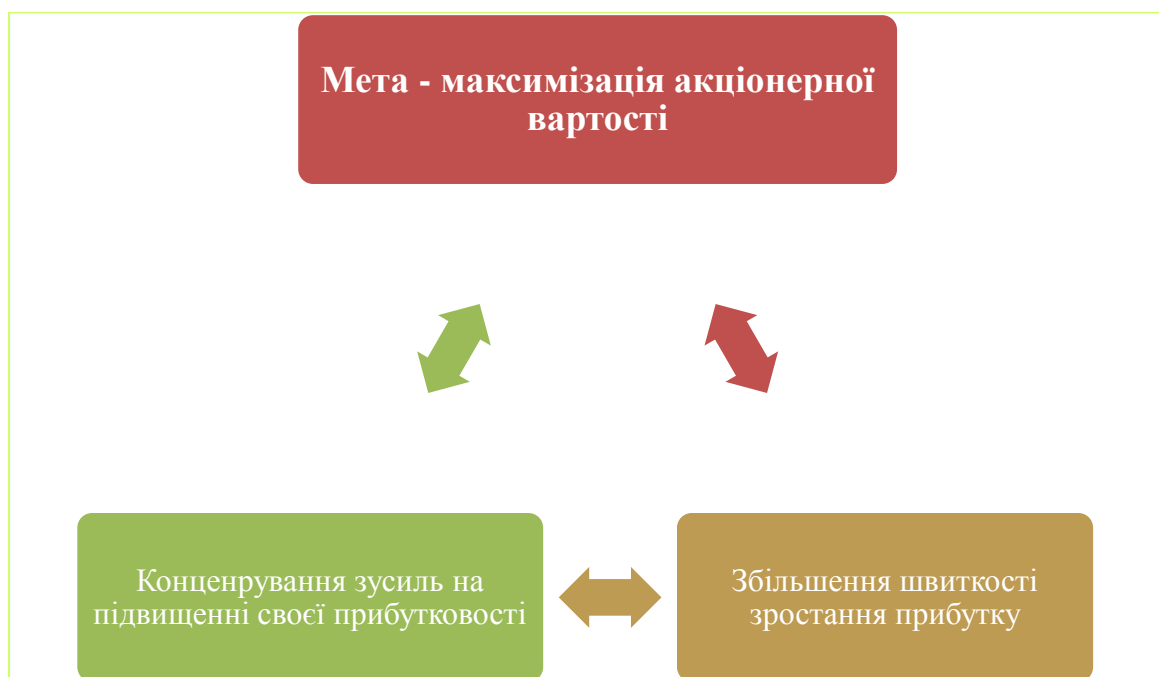 Мета - максимізація акціонерної
вартості
Конценрування зусиль на
підвищенні своєї прибутковості
Збільшення швиткості
зростання прибутку